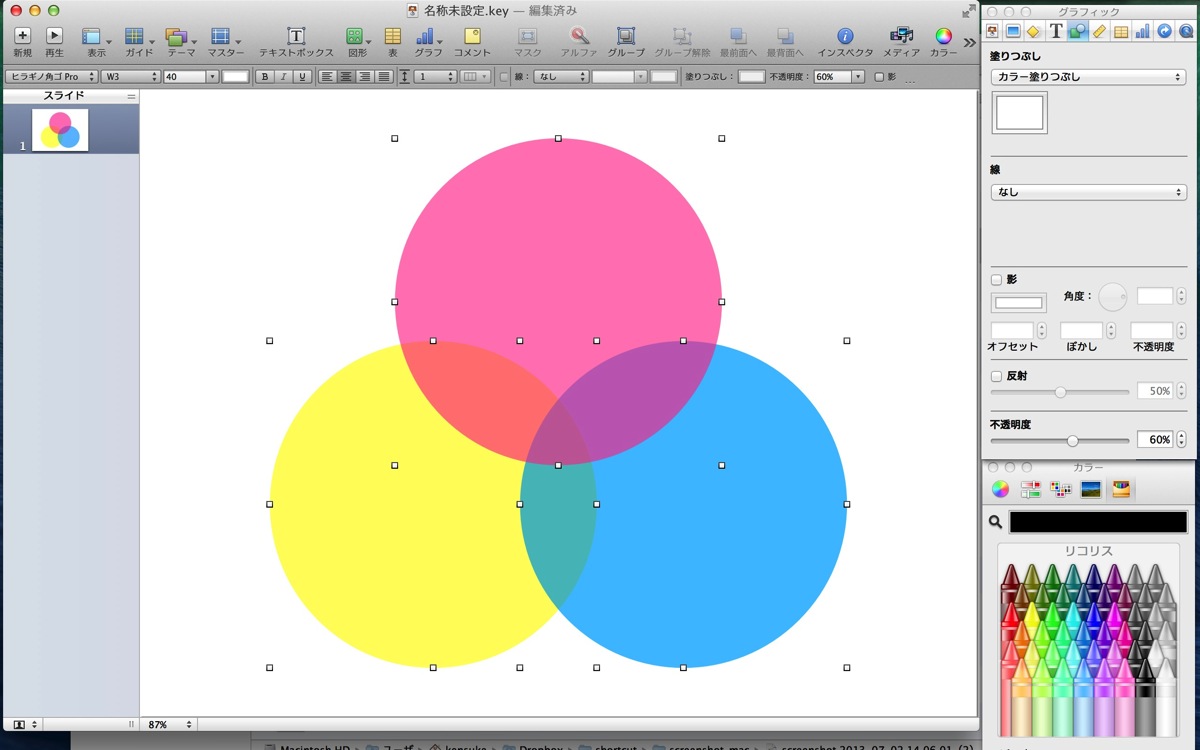 名称未設定.key — 編集済み
新規 再生 表示 ガイド テーマ マスター テキストボックス 図形 表 グラフ コメント マスク アルファ グループ グループ解除 最前面へ 最背面へ インスペクタ メディア カラー
ヒラギノ角ゴ Pro W3 40 B I U 1 線： なし 塗りつぶし： 不透明度： 60% 影
スライド
1
87%
グラフィック
塗りつぶし
カラー塗りつぶし
線
なし
影
角度：
オフセット ぼかし 不透明度
反射
50%
不透明度
60%
カラー
リコリス
Macintosh HD ユーザ kensuke Dropbox shortcut screenshot_mac screenshot 2013-07-02 14.06.01 (2)